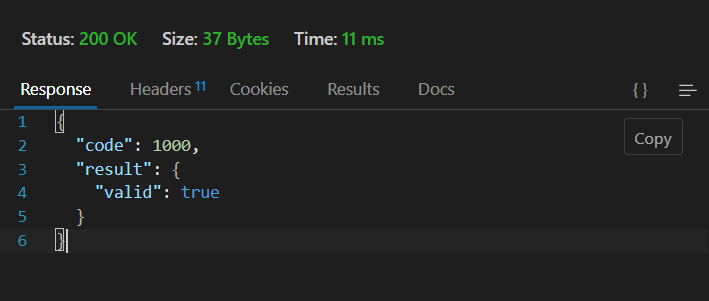 Status: 200 OK Size: 37 Bytes Time: 11 ms
Response Headers 11 Cookies Results Docs { }
1 {
Copy
2 "code": 1000,
3 "result": {
4 "valid": true
5 }
6 }